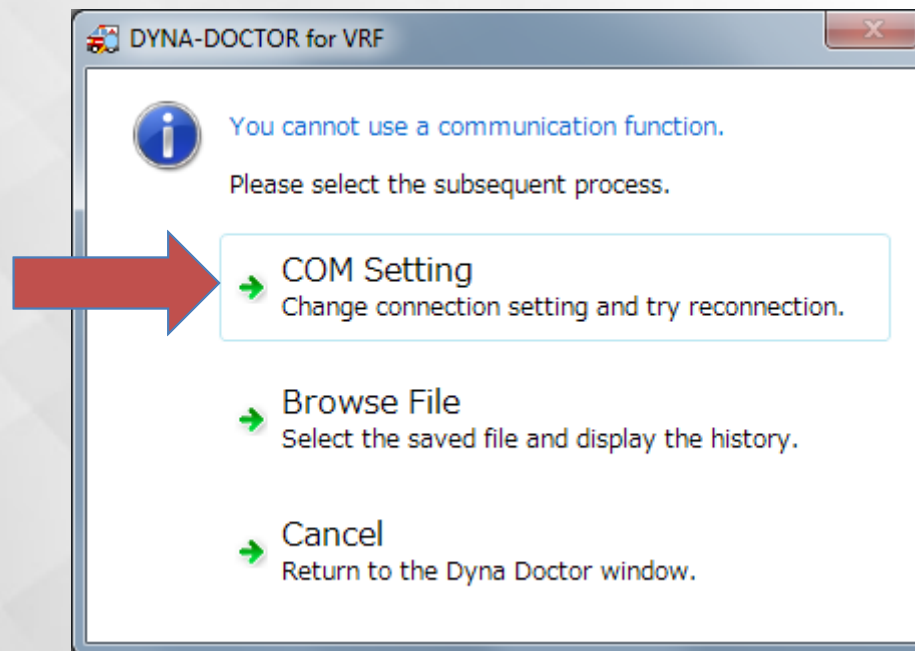 DYNA-DOCTOR for VRF
You cannot use a communication function.
Please select the subsequent process.
COM Setting
Change connection setting and try reconnection.
Browse File
Select the saved file and display the history.
Cancel
Return to the Dyna Doctor window.